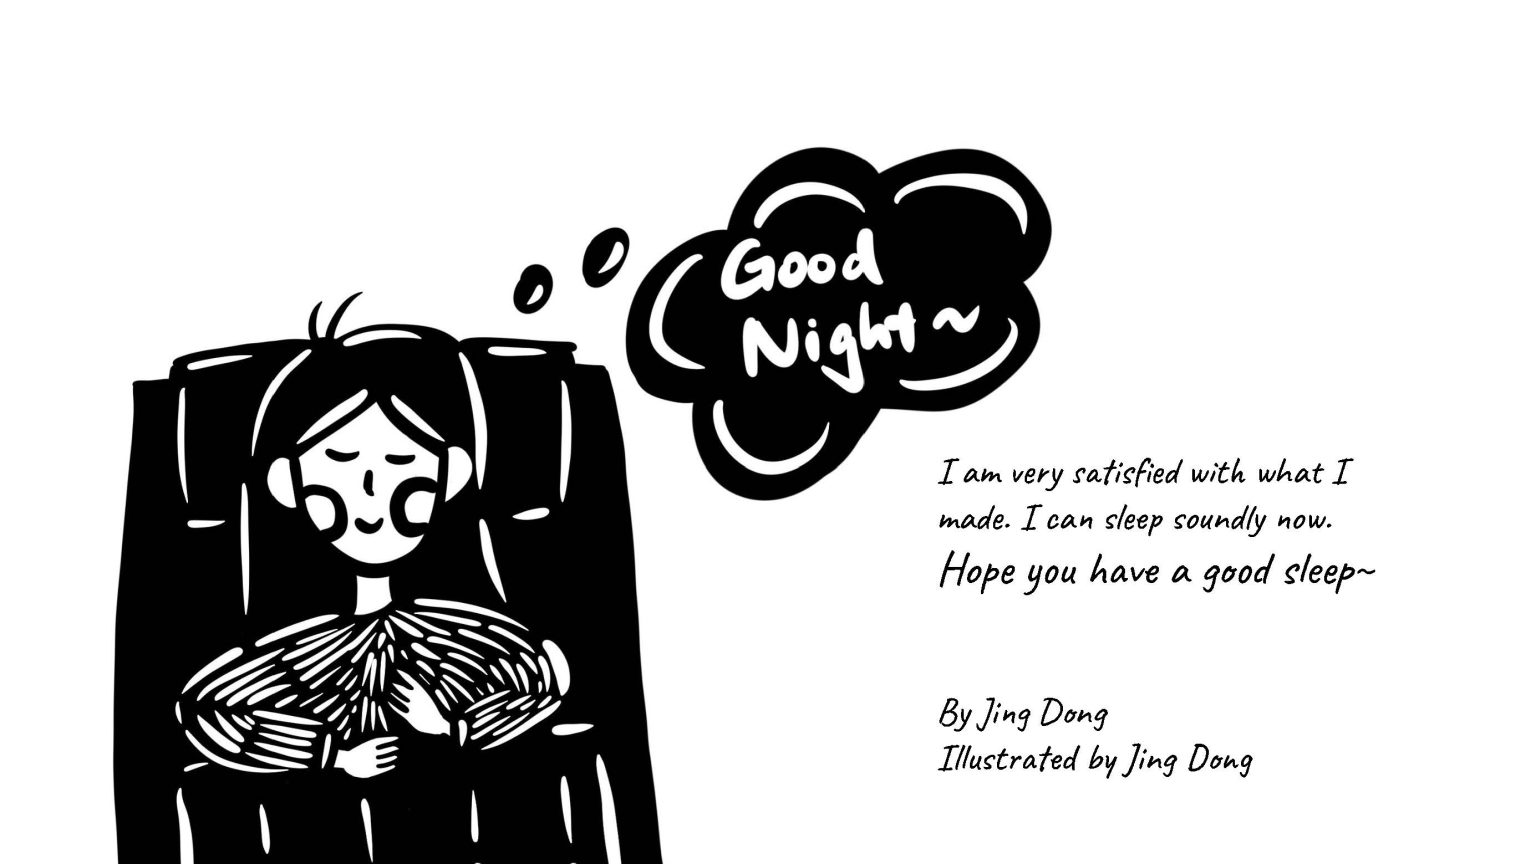 Good
Night~
I am very satisfied with what I
made. I can sleep soundly now.
Hope you have a good sleep~
By Jing Dong
Illustrated by Jing Dong